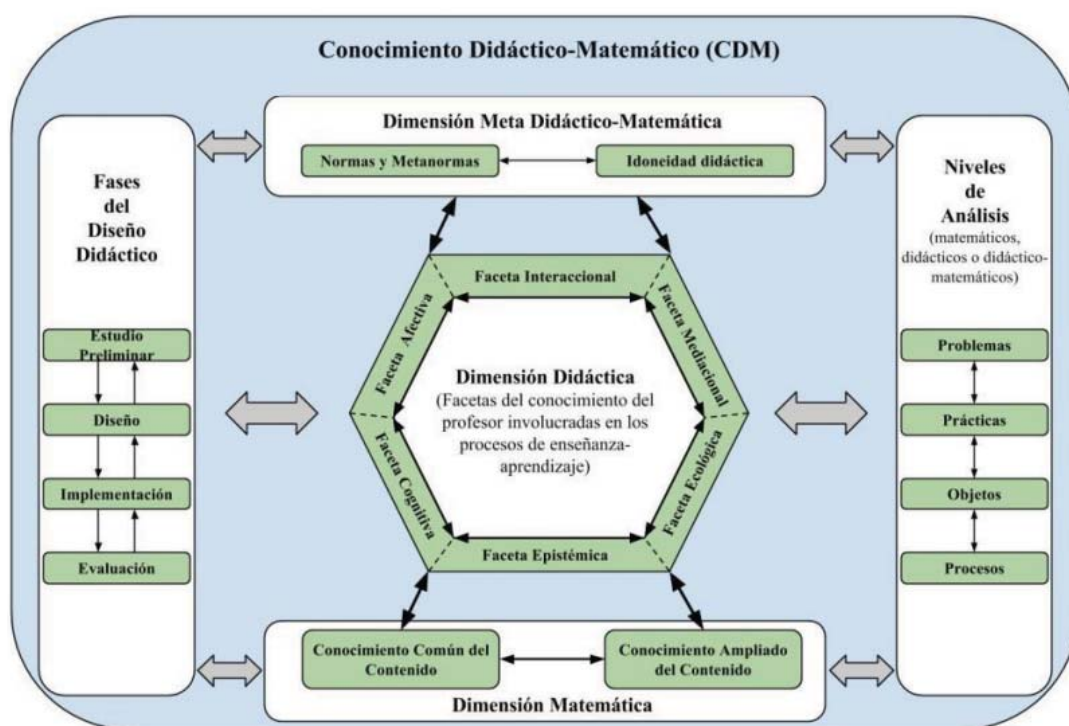 Conocimiento Didáctico-Matemático (CDM)
Fases
del
Diseño
Didáctico
Estudio
Preliminar
Diseño
Implementación
Evaluación
Dimensión Meta Didáctico-Matemática
Normas y Metanormas
Idoneidad didáctica
Faceta Interaccional
Faceta Afectiva
Faceta Mediacional
Dimensión Didáctica
(Facetas del conocimiento del
profesor involucradas en los
procesos de enseñanza-
aprendizaje)
Faceta Cognitiva
Faceta Ecológica
Faceta Epistémica
Conocimiento Común del
Contenido
Conocimiento Ampliado
del Contenido
Dimensión Matemática
Niveles
de
Análisis
(matemáticos,
didácticos o didáctico-
matemáticos)
Problemas
Prácticas
Objetos
Procesos